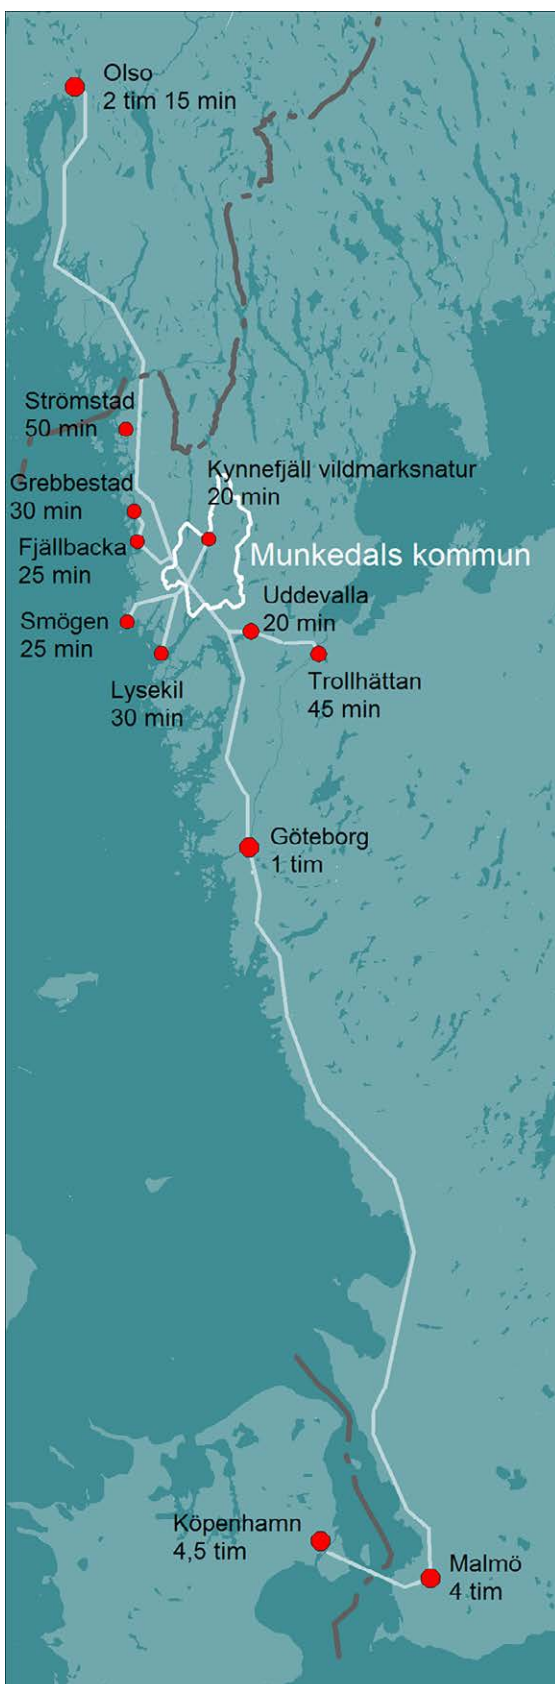 Olso
2 tim 15 min
Strömstad
50 min
Kynnefjäll vildmarksnatur
20 min
Grebbestad
30 min
Fjällbacka
25 min
Munkedals kommun
Uddevalla
20 min
Smögen
25 min
Trollhättan
45 min
Lysekil
30 min
Göteborg
1 tim
Köpenhamn
4,5 tim
Malmö
4 tim